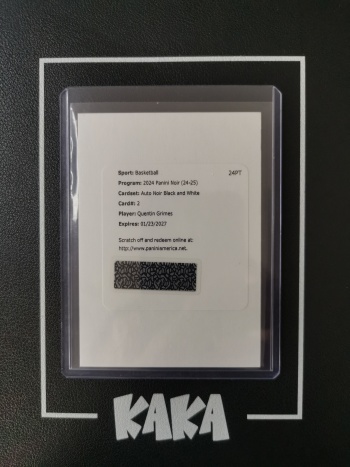 Sport: Basketball 24PT
Program: 2024 Panini Noir (24-25)
Cardset: Auto Noir Black and White
Card#: 2
Player: Quentin Grimes
Expires: 01/23/2027
Scratch off and redeem online at:
http://www.paniniamerica.net.
KAKA